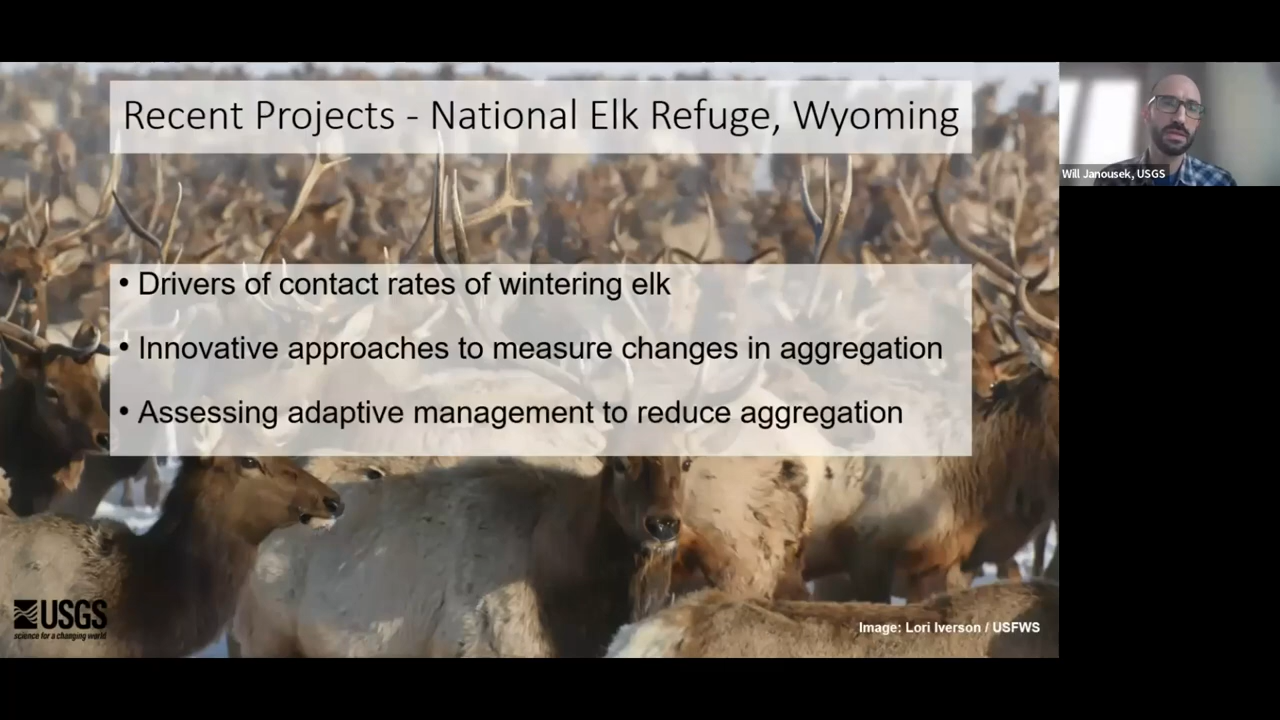 Recent Projects - National Elk Refuge, Wyoming
Will Janousek, USGS
• Drivers of contact rates of wintering elk
• Innovative approaches to measure changes in aggregation
• Assessing adaptive management to reduce aggregation
USGS
science for a changing world
Image: Lori Iverson / USFWS